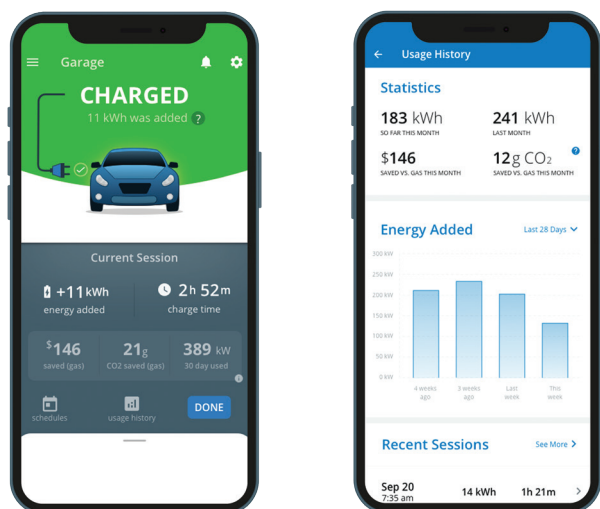 Garage
CHARGED
11 kWh was added ?
Current Session
+11 kWh
energy added
2h 52m
charge time
$146
saved (gas)
21g
CO2 saved (gas)
389 kW
30 day used
schedules
usage history
DONE
Usage History
Statistics
183 kWh
SO FAR THIS MONTH
241 kWh
LAST MONTH
$146
SAVED VS. GAS THIS MONTH
12g CO2
?
SAVED VS. GAS THIS MONTH
Energy Added
Last 28 Days
300 kW
250 kW
200 kW
150 kW
100 kW
50 kW
0 kW
4 weeks
ago
3 weeks
ago
Last
week
This
week
Recent Sessions
See More
Sep 20
7:35 am
14 kWh
1h 21m